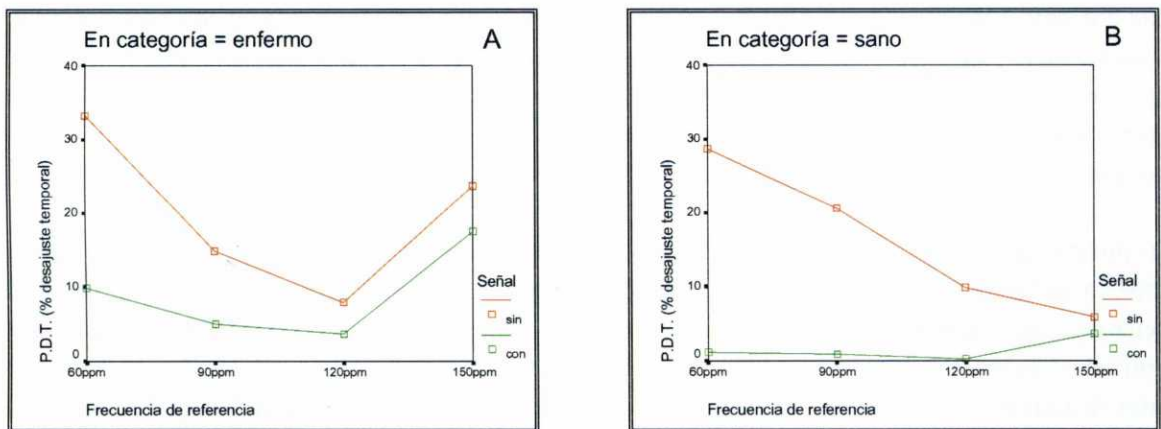 En categoría = enfermo
A
40
30
20
10
0
P.D.T. (% desajuste temporal)
60ppm
90ppm
120ppm
150ppm
Frecuencia de referencia
Señal
sin
con
En categoría = sano
B
40
30
20
10
0
P.D.T. (% desajuste temporal)
60ppm
90ppm
120ppm
150ppm
Frecuencia de referencia
Señal
sin
con